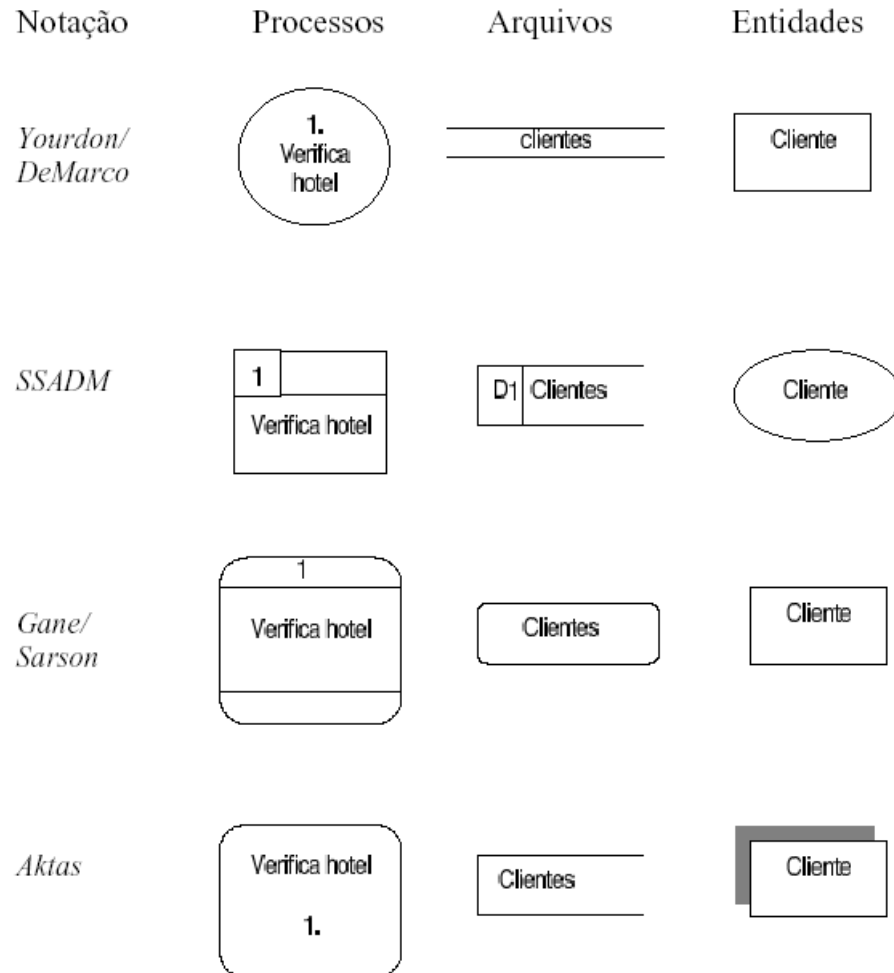 Notação Processos Arquivos Entidades
Yourdon/
DeMarco
1.
Verifica
hotel
clientes
Cliente
SSADM
1
Verifica hotel
D1 Clientes
Cliente
Gane/
Sarson
1
Verifica hotel
Clientes
Cliente
Aktas
Verifica hotel
1.
Clientes
Cliente